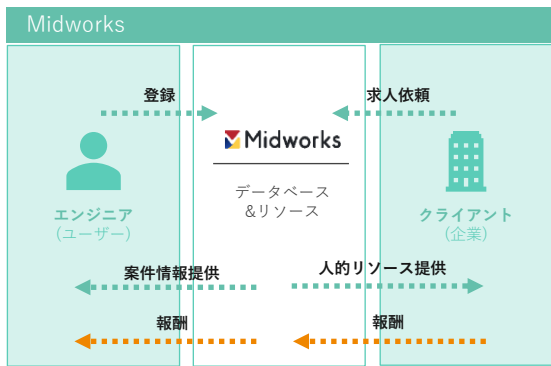 Midworks
登録
求人依頼
Midworks
データベース
&リソース
エンジニア
(ユーザー)
クライアント
(企業)
案件情報提供
人的リソース提供
報酬
報酬